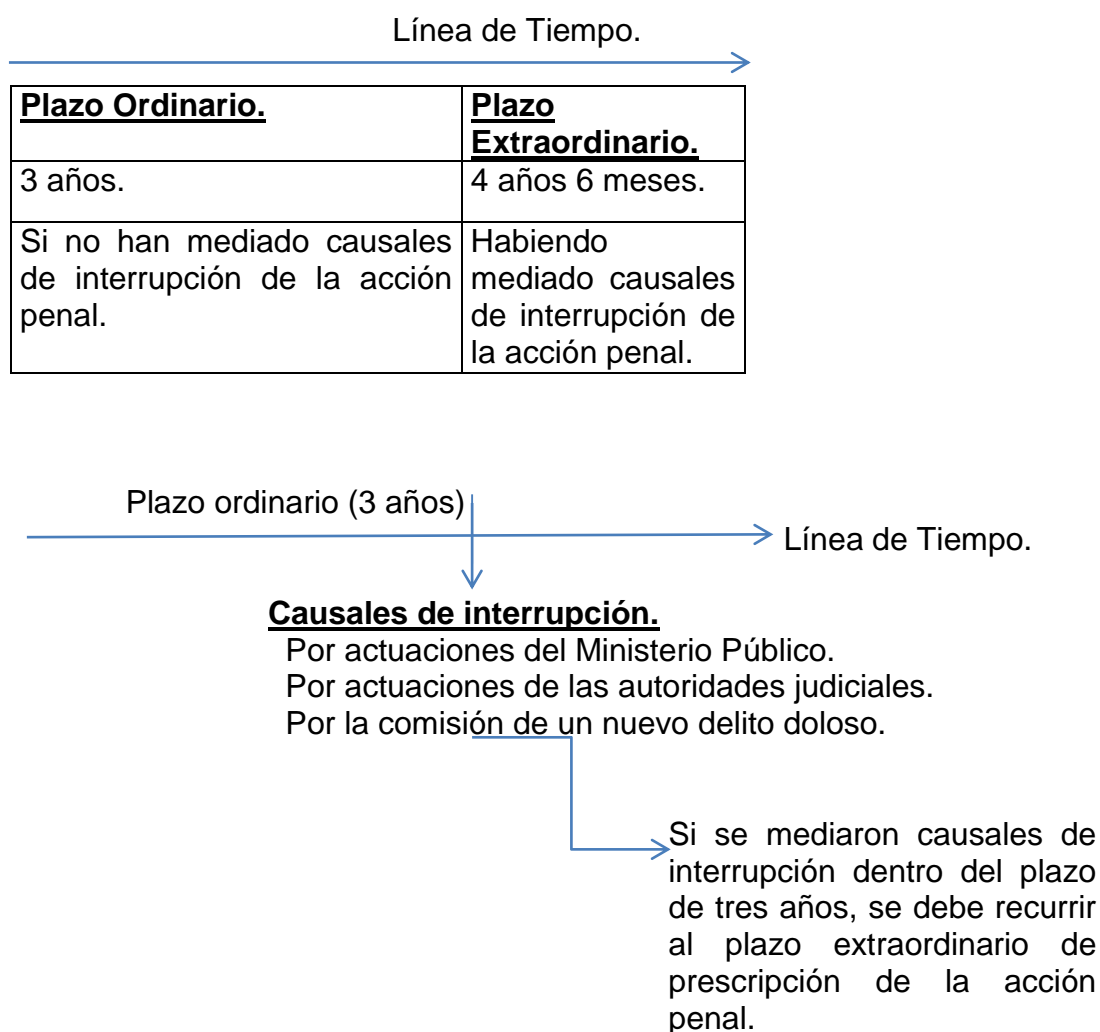 Línea de Tiempo.
Plazo Ordinario.
Plazo
Extraordinario.
3 años.
4 años 6 meses.
Si no han mediado causales
de interrupción de la acción
penal.
Habiendo
mediado causales
de interrupción de
la acción penal.
Plazo ordinario (3 años)
Línea de Tiempo.
Causales de interrupción.
Por actuaciones del Ministerio Público.
Por actuaciones de las autoridades judiciales.
Por la comisión de un nuevo delito doloso.
Si se mediaron causales de
interrupción dentro del plazo
de tres años, se debe recurrir
al plazo extraordinario de
prescripción de la acción
penal.